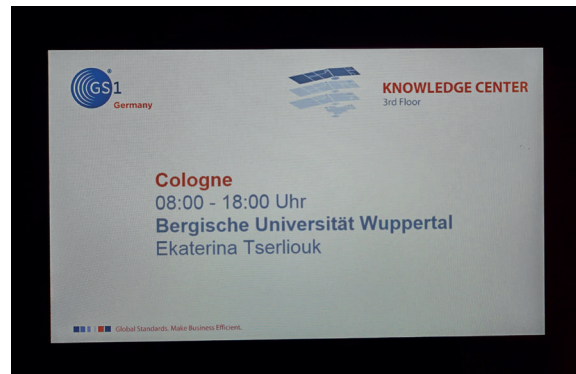 GS1
Germany
KNOWLEDGE CENTER
3rd Floor
Cologne
08:00 - 18:00 Uhr
Bergische Universität Wuppertal
Ekaterina Tserliouk
Global Standards. Make Business Efficient.